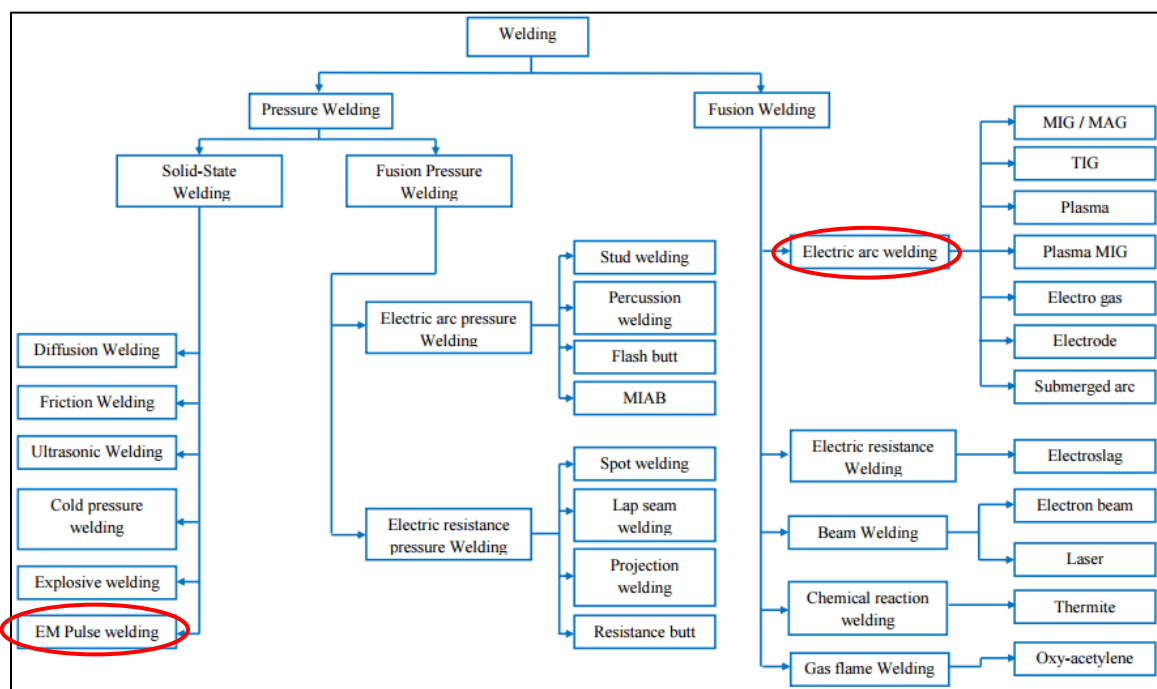 Welding
Pressure Welding
Fusion Welding
Solid-State
Welding
Fusion Pressure
Welding
Diffusion Welding
Friction Welding
Ultrasonic Welding
Cold pressure
welding
Explosive welding
EM Pulse welding
Electric arc pressure
Welding
Stud welding
Percussion
welding
Flash butt
MIAB
Electric resistance
pressure Welding
Spot welding
Lap seam
welding
Projection
welding
Resistance butt
Electric arc welding
MIG / MAG
TIG
Plasma
Plasma MIG
Electro gas
Electrode
Submerged arc
Electric resistance
Welding
Electroslag
Beam Welding
Electron beam
Laser
Chemical reaction
welding
Thermite
Gas flame Welding
Oxy-acetylene